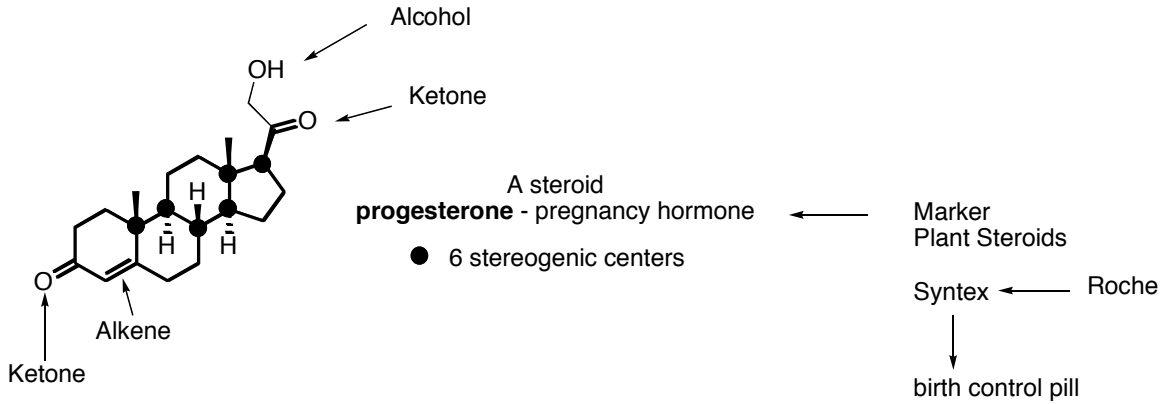 Alcohol
OH
Ketone
O
H
H
H
O
Alkene
Ketone
A steroid
progesterone - pregnancy hormone
6 stereogenic centers
Marker
Plant Steroids
Syntex
Roche
birth control pill